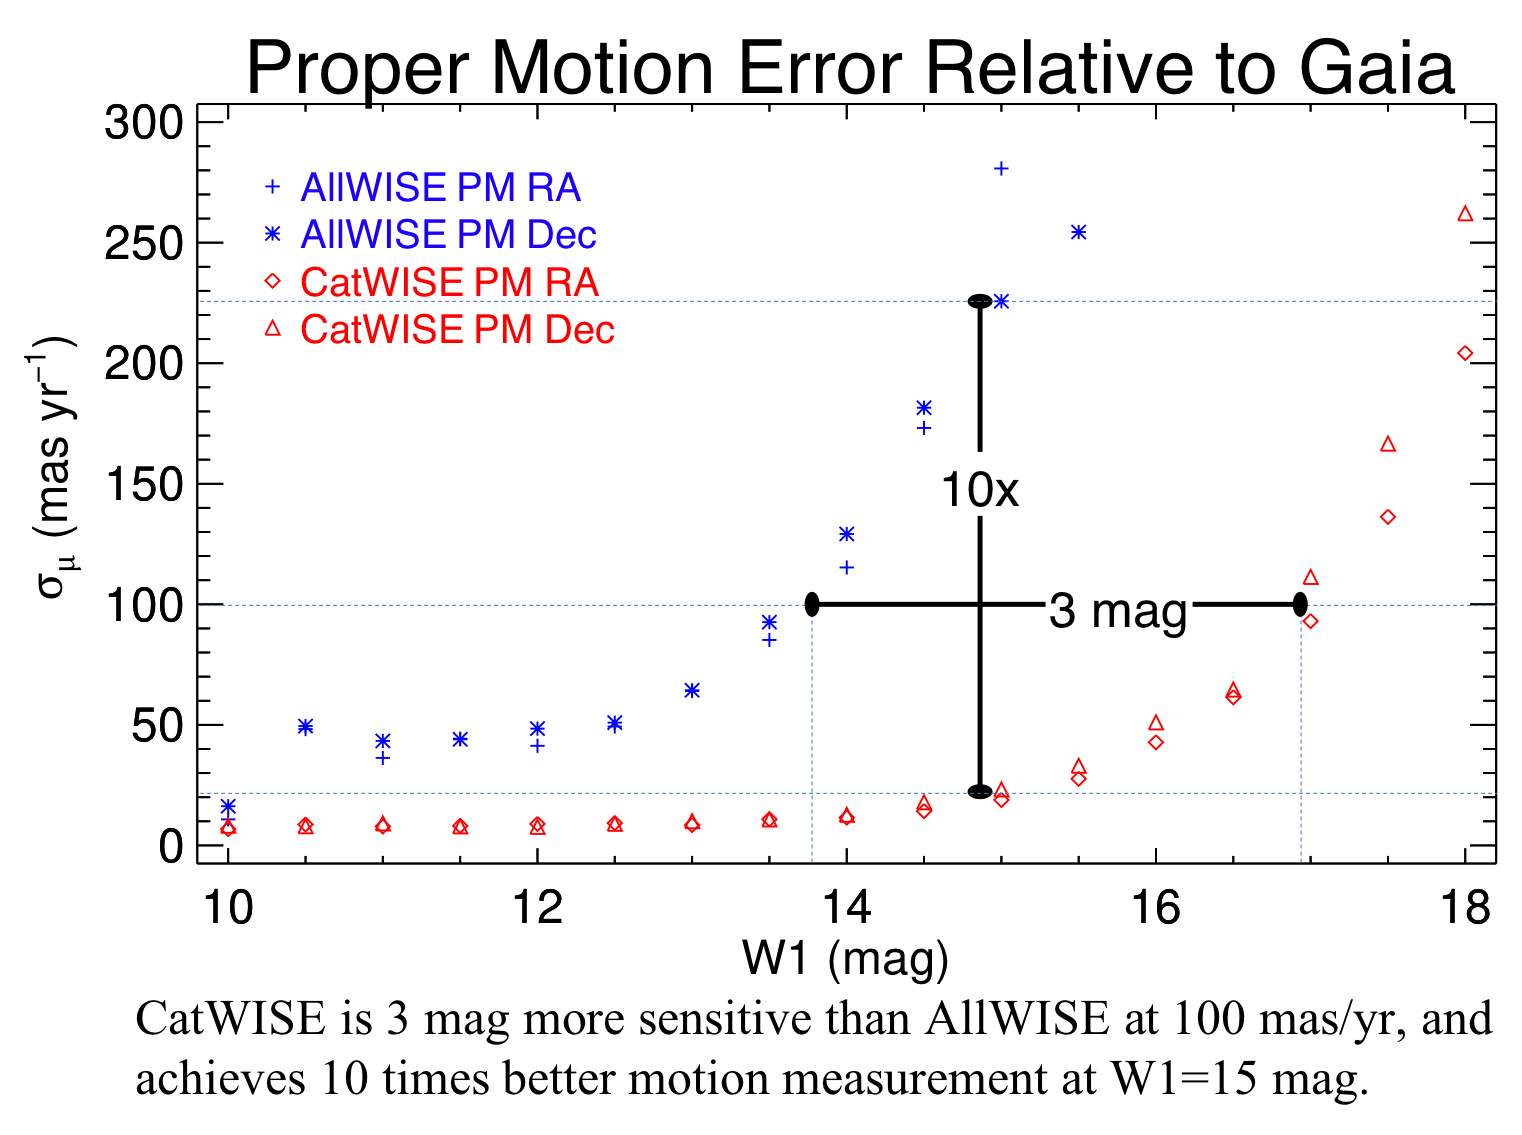 Proper Motion Error Relative to Gaia
300
250
200
150
100
50
0
σμ (mas yr−1)
AllWISE PM RA
AllWISE PM Dec
CatWISE PM RA
CatWISE PM Dec
10x
3 mag
10 12 14 16 18
W1 (mag)
CatWISE is 3 mag more sensitive than AllWISE at 100 mas/yr, and
achieves 10 times better motion measurement at W1=15 mag.